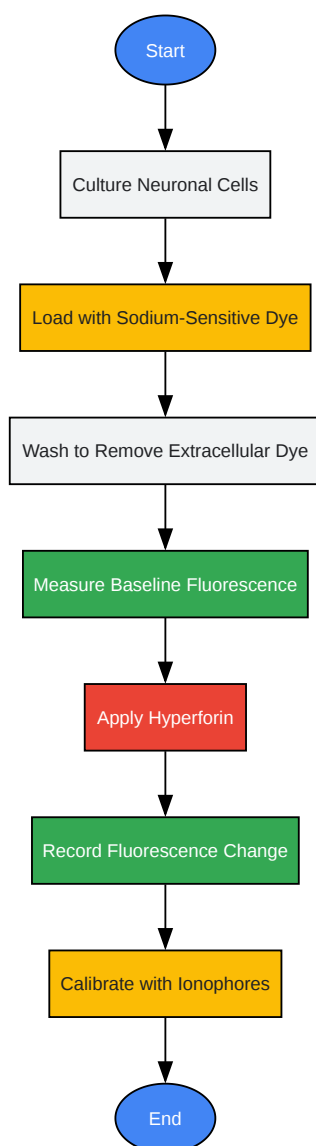 Start
Culture Neuronal Cells
Load with Sodium-Sensitive Dye
Wash to Remove Extracellular Dye
Measure Baseline Fluorescence
Apply Hyperforin
Record Fluorescence Change
Calibrate with Ionophores
End